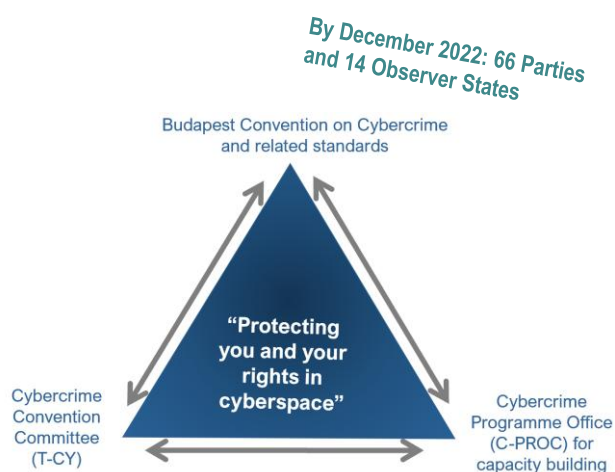 By December 2022: 66 Parties
and 14 Observer States
Budapest Convention on Cybercrime
and related standards
“Protecting
you and your
rights in
cyberspace”
Cybercrime
Convention
Committee
(T-CY)
Cybercrime
Programme Office
(C-PROC) for
capacity building